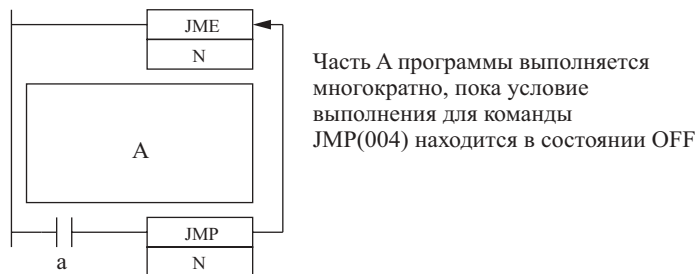 JME
N
Часть А программы выполняется
многократно, пока условие
выполнения для команды
JMP(004) находится в состоянии OFF
A
JMP
N
a